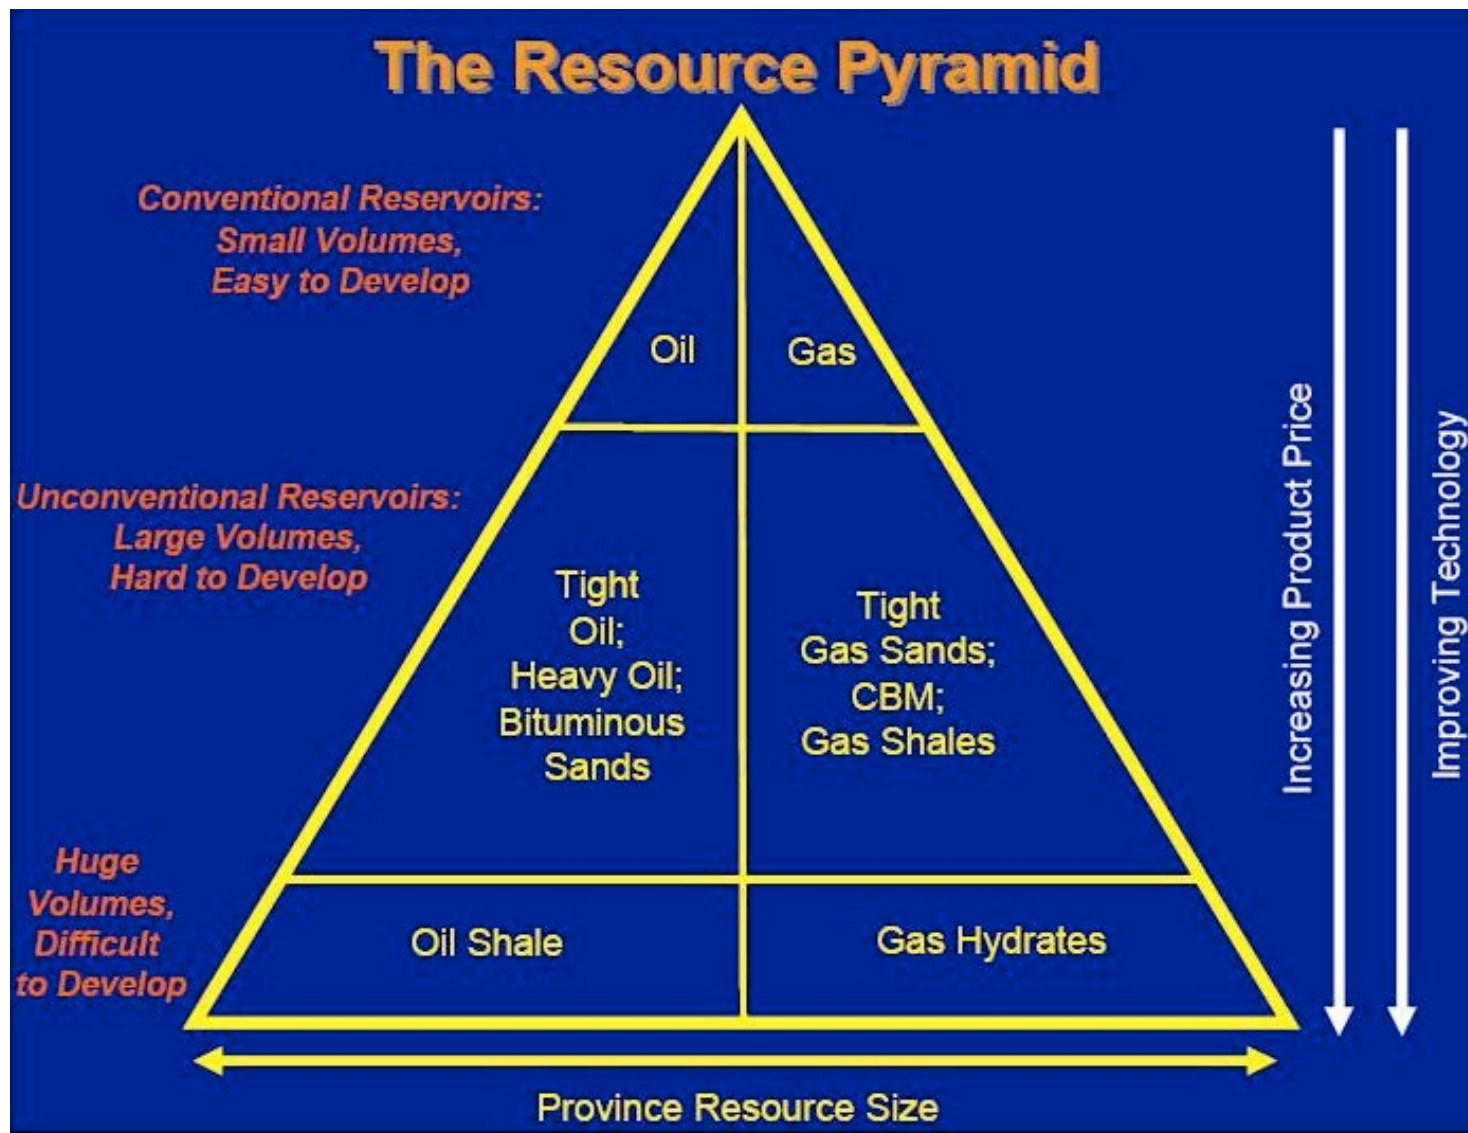 The Resource Pyramid
Conventional Reservoirs:
Small Volumes,
Easy to Develop
Oil
Gas
Unconventional Reservoirs:
Large Volumes,
Hard to Develop
Tight
Oil;
Heavy Oil;
Bituminous
Sands
Tight
Gas Sands;
CBM;
Gas Shales
Huge
Volumes,
Difficult
to Develop
Oil Shale
Gas Hydrates
Increasing Product Price
Improving Technology
Province Resource Size